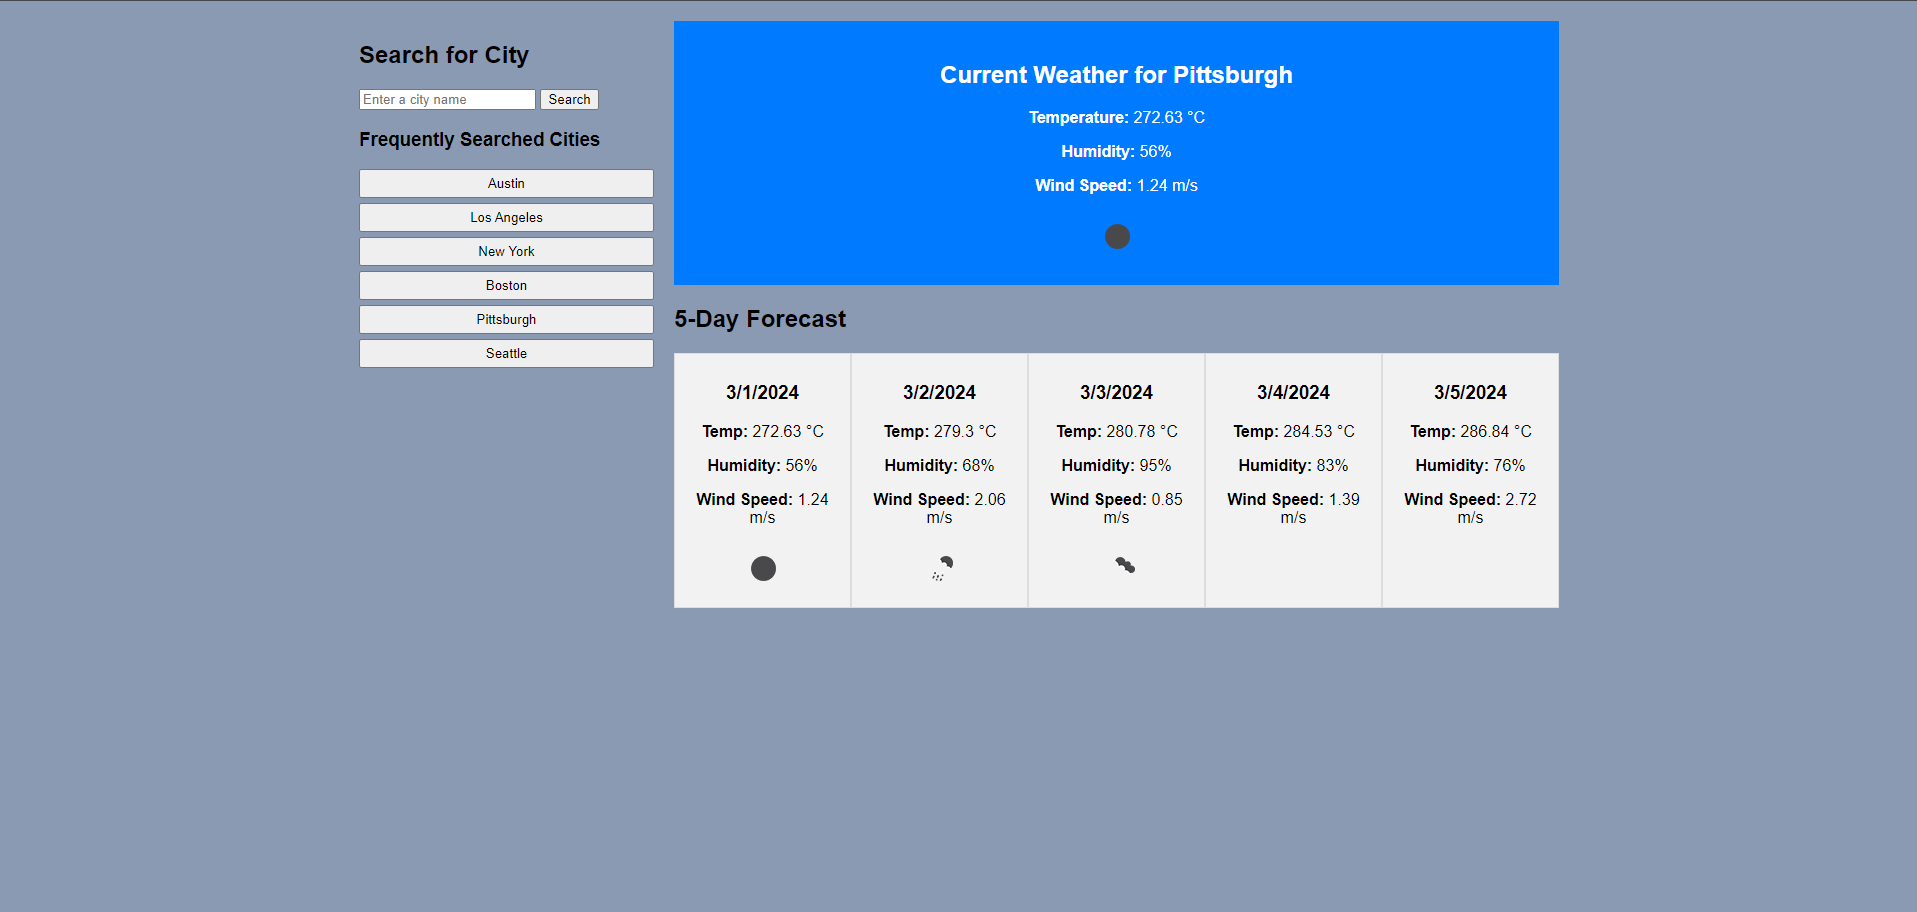 Search for City
Enter a city name
Search
Frequently Searched Cities
Austin
Los Angeles
New York
Boston
Pittsburgh
Seattle
Current Weather for Pittsburgh
Temperature: 272.63 °C
Humidity: 56%
Wind Speed: 1.24 m/s
5-Day Forecast
3/1/2024
Temp: 272.63 °C
Humidity: 56%
Wind Speed: 1.24
m/s
3/2/2024
Temp: 279.3 °C
Humidity: 68%
Wind Speed: 2.06
m/s
3/3/2024
Temp: 280.78 °C
Humidity: 95%
Wind Speed: 0.85
m/s
3/4/2024
Temp: 284.53 °C
Humidity: 83%
Wind Speed: 1.39
m/s
3/5/2024
Temp: 286.84 °C
Humidity: 76%
Wind Speed: 2.72
m/s